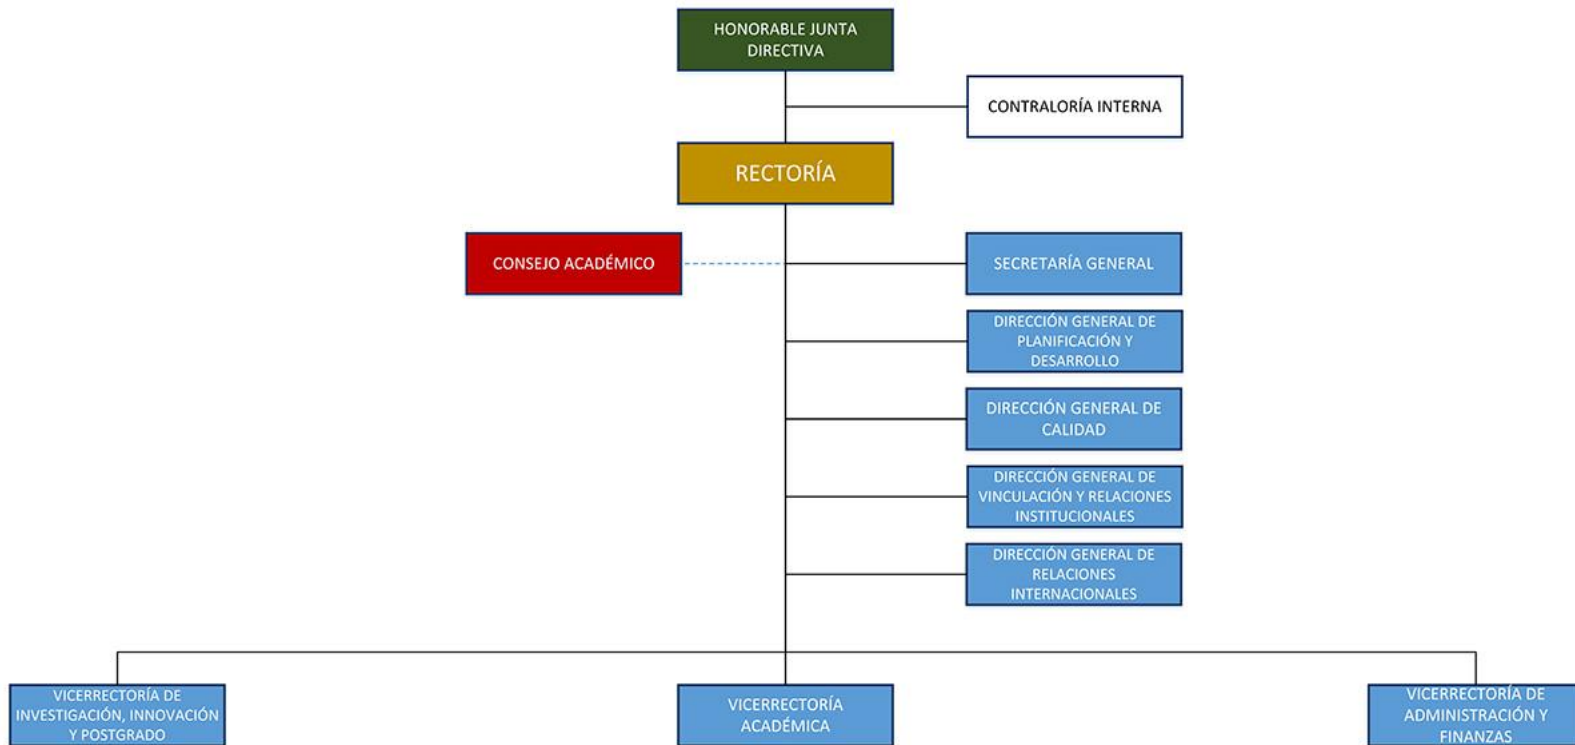 HONORABLE JUNTA
DIRECTIVA
CONTRALORÍA INTERNA
RECTORÍA
CONSEJO ACADÉMICO
SECRETARÍA GENERAL
DIRECCIÓN GENERAL DE
PLANIFICACIÓN Y
DESARROLLO
DIRECCIÓN GENERAL DE
CALIDAD
DIRECCIÓN GENERAL DE
VINCULACIÓN Y RELACIONES
INSTITUCIONALES
DIRECCIÓN GENERAL DE
RELACIONES
INTERNACIONALES
VICERRECTORÍA DE
INVESTIGACIÓN, INNOVACIÓN
Y POSTGRADO
VICERRECTORÍA
ACADÉMICA
VICERRECTORÍA DE
ADMINISTRACIÓN Y
FINANZAS